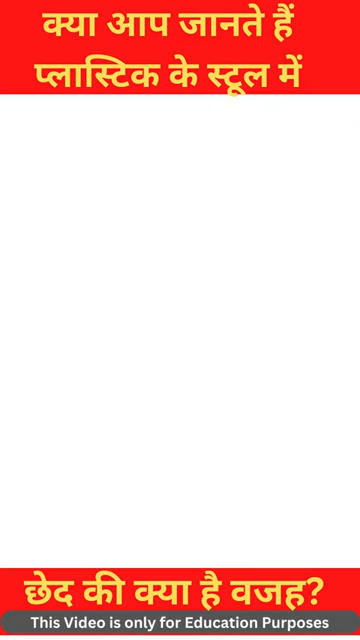 क्या आप जानते हैं
प्लास्टिक के स्टूल में
छेद की क्या है वजह?
This Video is only for Education Purposes